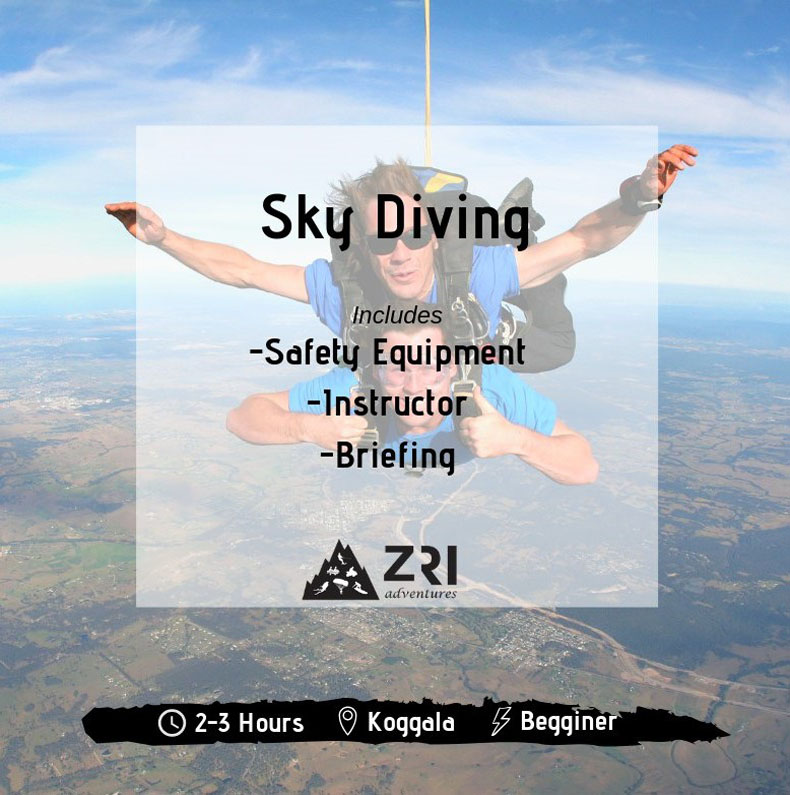 Sky Diving
Includes
-Safety Equipment
-Instructor
-Briefing
ZRI
adventures
2-3 Hours Koggala Begginer